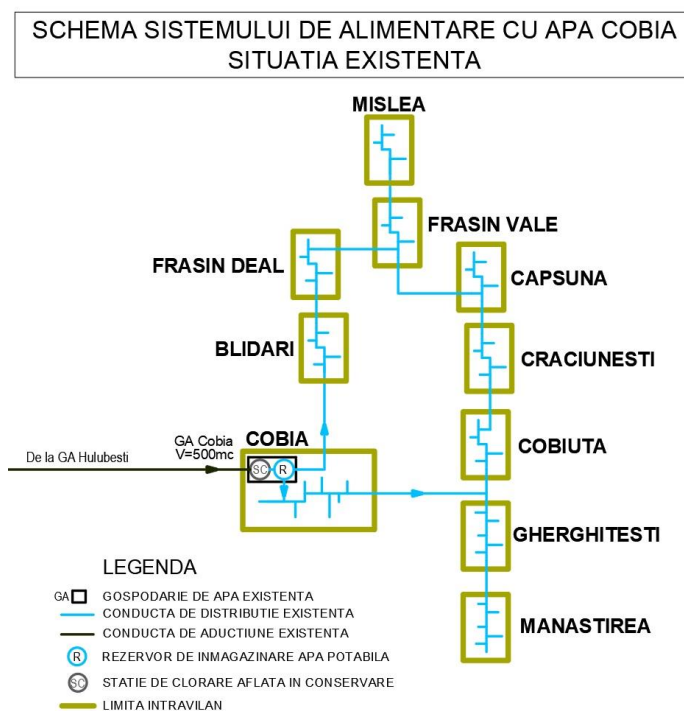 SCHEMA SISTEMULUI DE ALIMENTARE CU APA COBIA
SITUATIA EXISTENTA
MISLEA
FRASIN VALE
FRASIN DEAL
CAPSUNA
BLIDARI
CRACIUNESTI
COBIUTA
GA Cobia
V=500mc
COBIA
De la GA Hulubesti
SC
R
GHERGHITESTI
MANASTIREA
LEGENDA
GA GOSPODARIE DE APA EXISTENTA
CONDUCTA DE DISTRIBUTIE EXISTENTA
CONDUCTA DE ADUCTIUNE EXISTENTA
R REZERVOR DE INMAGAZINARE APA POTABILA
SC STATIE DE CLORARE AFLATA IN CONSERVARE
LIMITA INTRAVILAN